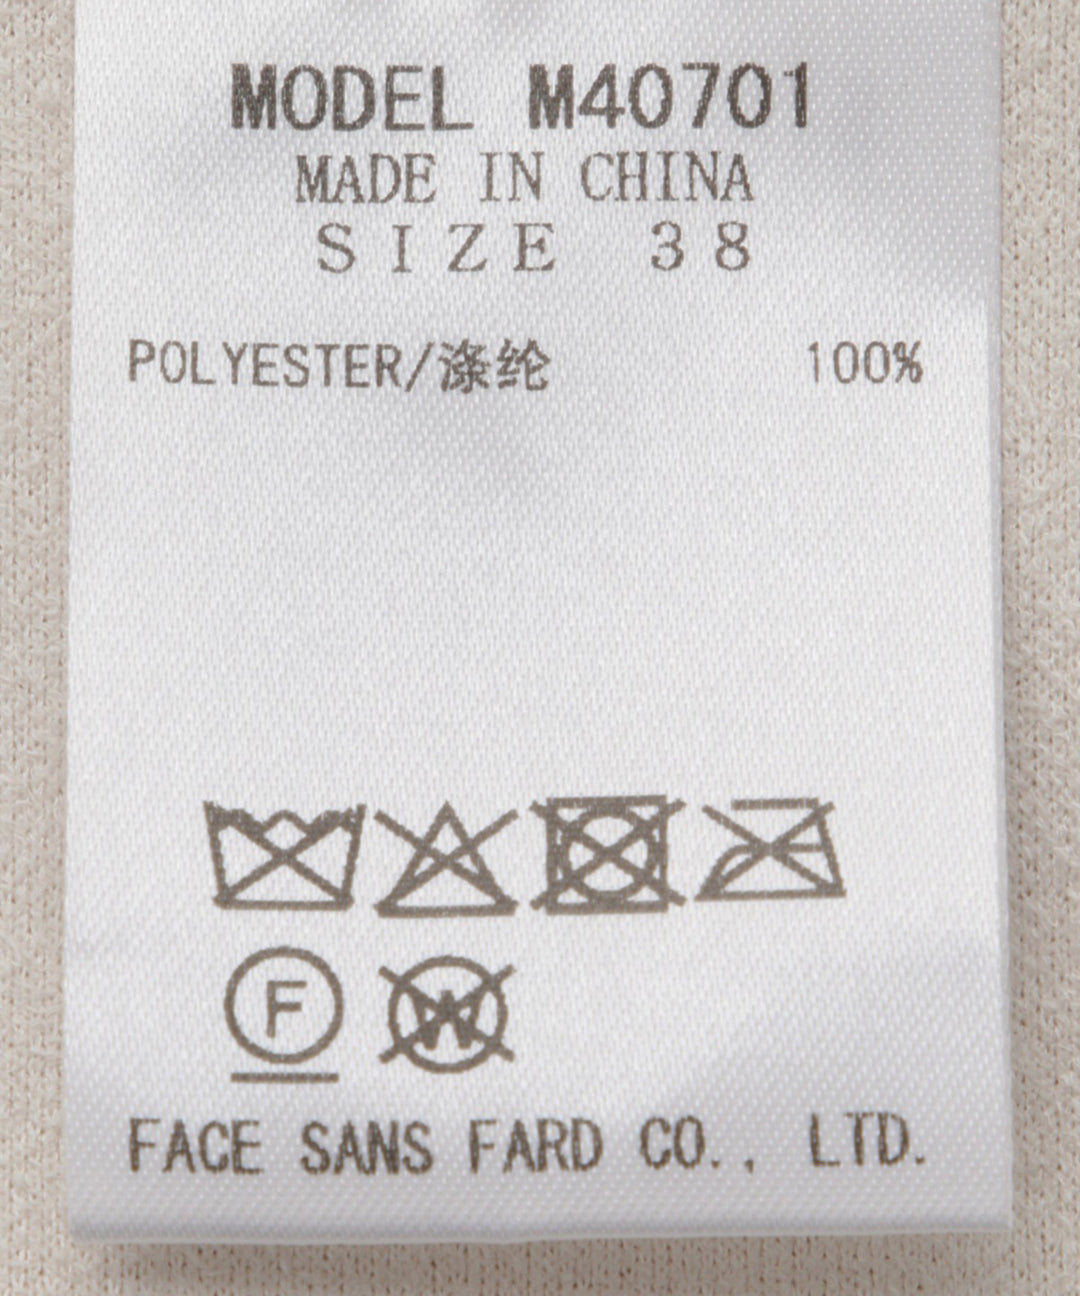 MODEL M40701
MADE IN CHINA
SIZE 38
POLYESTER/涤纶 100%
F
W
FACE SANS FARD CO., LTD.